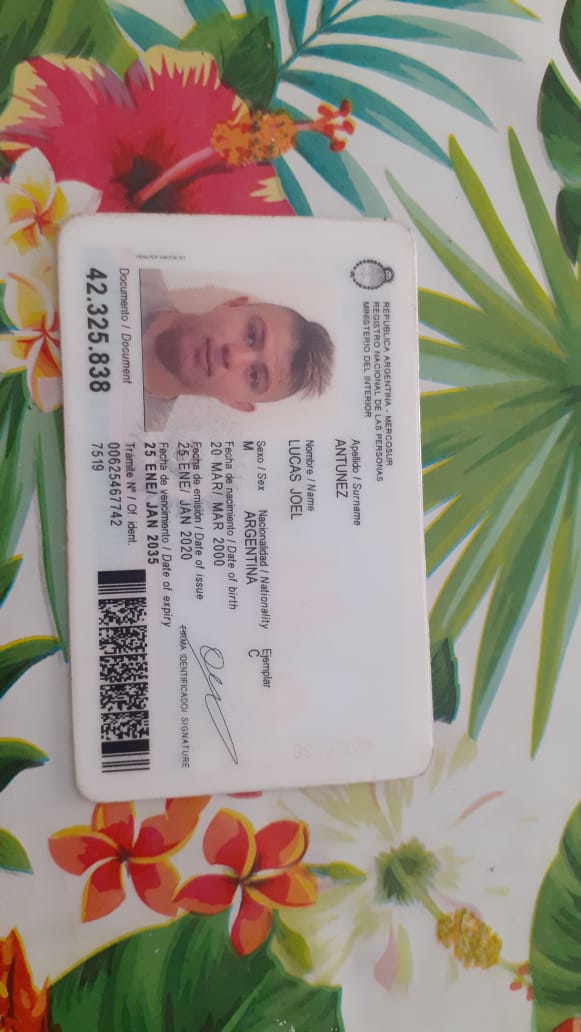 REPUBLICA ARGENTINA - MERCOSUR
REGISTRO NACIONAL DE LAS PERSONAS
MINISTERIO DEL INTERIOR
Apellido / Surname
ANTUNEZ
Nombre / Name
LUCAS JOEL
Sexo / Sex Nacionalidad / Nationality Ejemplar
M ARGENTINA C
Fecha de nacimiento / Date of birth
20 MAR/ MAR 2000
Fecha de emisión / Date of issue
25 ENE/ JAN 2020
Fecha de vencimiento / Date of expiry
25 ENE/ JAN 2035
FIRMA IDENTIFICADO/ SIGNATURE
Documento / Document
42.325.838
Trámite Nº / Of. ident.
00625467742
7519